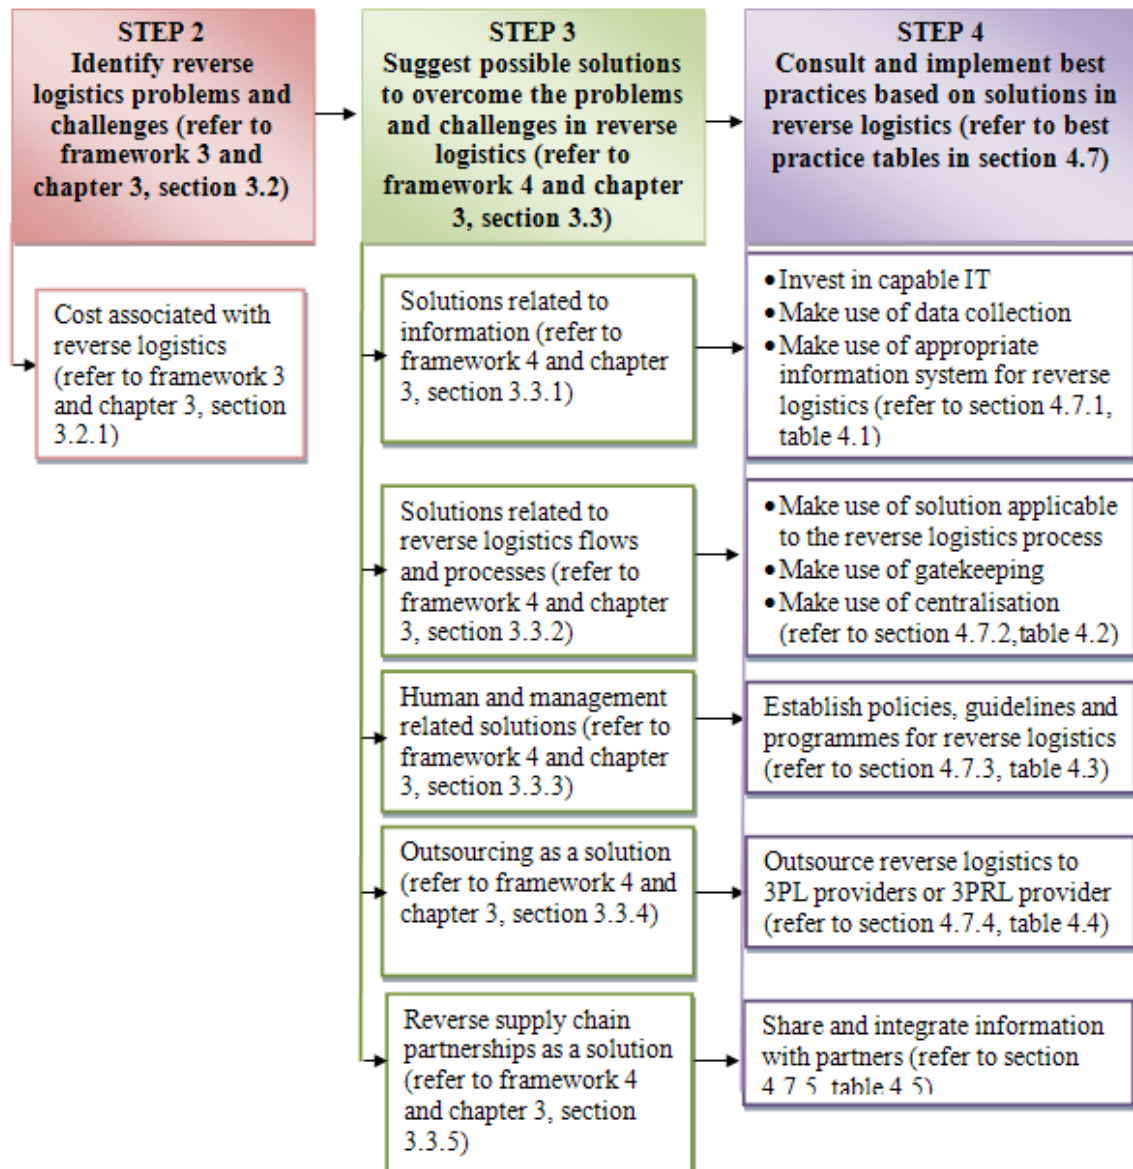 STEP 2
Identify reverse
logistics problems and
challenges (refer to
framework 3 and
chapter 3, section 3.2)
Cost associated with
reverse logistics
(refer to framework 3
and chapter 3, section
3.2.1)
STEP 3
Suggest possible solutions
to overcome the problems
and challenges in reverse
logistics (refer to
framework 4 and chapter
3, section 3.3)
Solutions related to
information (refer to
framework 4 and chapter
3, section 3.3.1)
Solutions related to
reverse logistics flows
and processes (refer to
framework 4 and chapter
3, section 3.3.2)
Human and management
related solutions (refer to
framework 4 and chapter
3, section 3.3.3)
Outsourcing as a solution
(refer to framework 4 and
chapter 3, section 3.3.4)
Reverse supply chain
partnerships as a solution
(refer to framework 4
and chapter 3, section
3.3.5)
STEP 4
Consult and implement best
practices based on solutions in
reverse logistics (refer to best
practice tables in section 4.7)
•Invest in capable IT
•Make use of data collection
•Make use of appropriate
information system for reverse
logistics (refer to section 4.7.1,
table 4.1)
•Make use of solution applicable
to the reverse logistics process
•Make use of gatekeeping
•Make use of centralisation
(refer to section 4.7.2,table 4.2)
Establish policies, guidelines and
programmes for reverse logistics
(refer to section 4.7.3, table 4.3)
Outsource reverse logistics to
3PL providers or 3PRL provider
(refer to section 4.7.4, table 4.4)
Share and integrate information
with partners (refer to section
4.7.5, table 4.5)